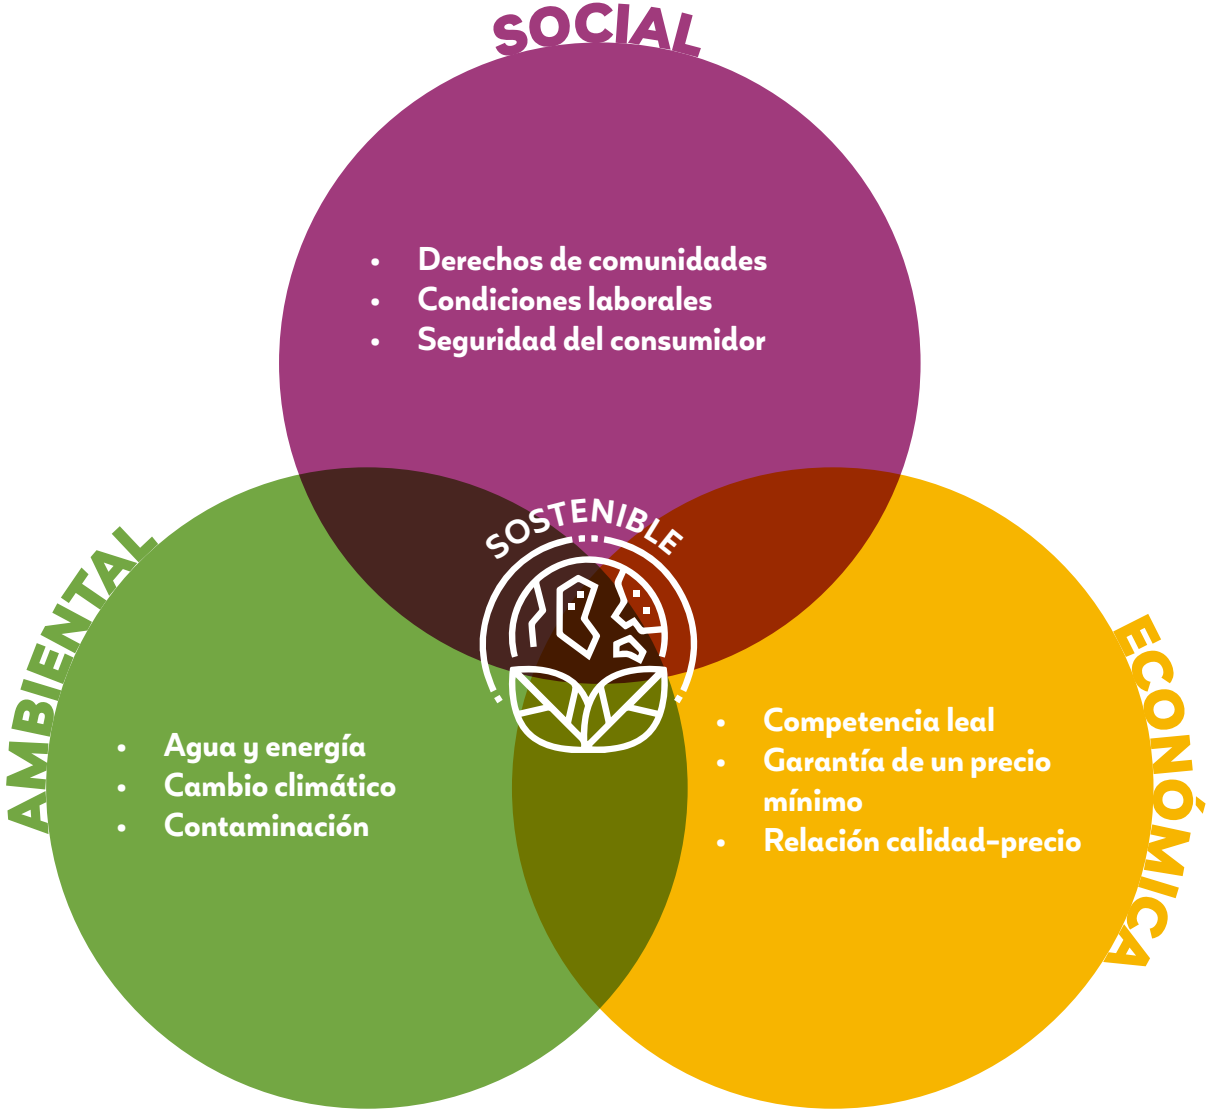 SOCIAL
• Derechos de comunidades
• Condiciones laborales
• Seguridad del consumidor
SOSTENIBLE
AMBIENTAL
• Agua y energía
• Cambio climático
• Contaminación
ECONÓMICA
• Competencia leal
• Garantía de un precio
mínimo
• Relación calidad-precio